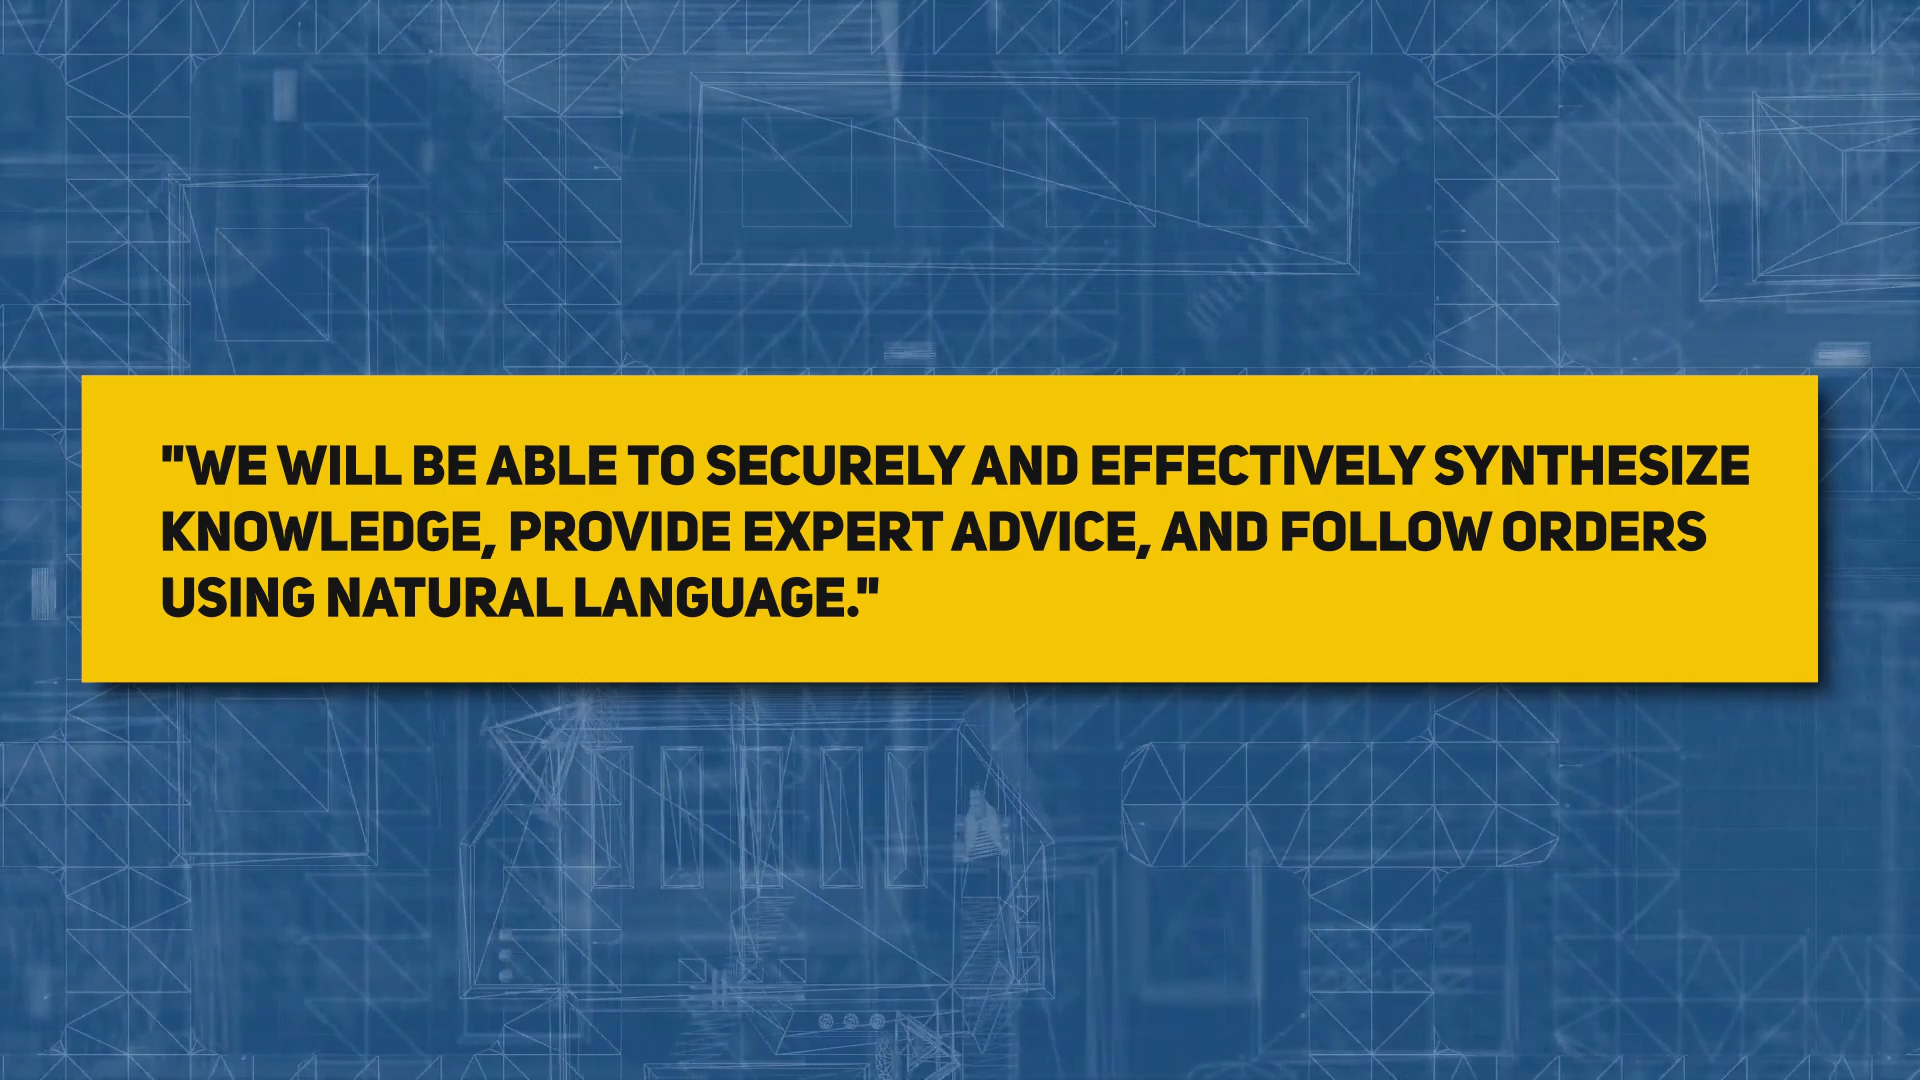 "WE WILL BE ABLE TO SECURELY AND EFFECTIVELY SYNTHESIZE
KNOWLEDGE, PROVIDE EXPERT ADVICE, AND FOLLOW ORDERS
USING NATURAL LANGUAGE."